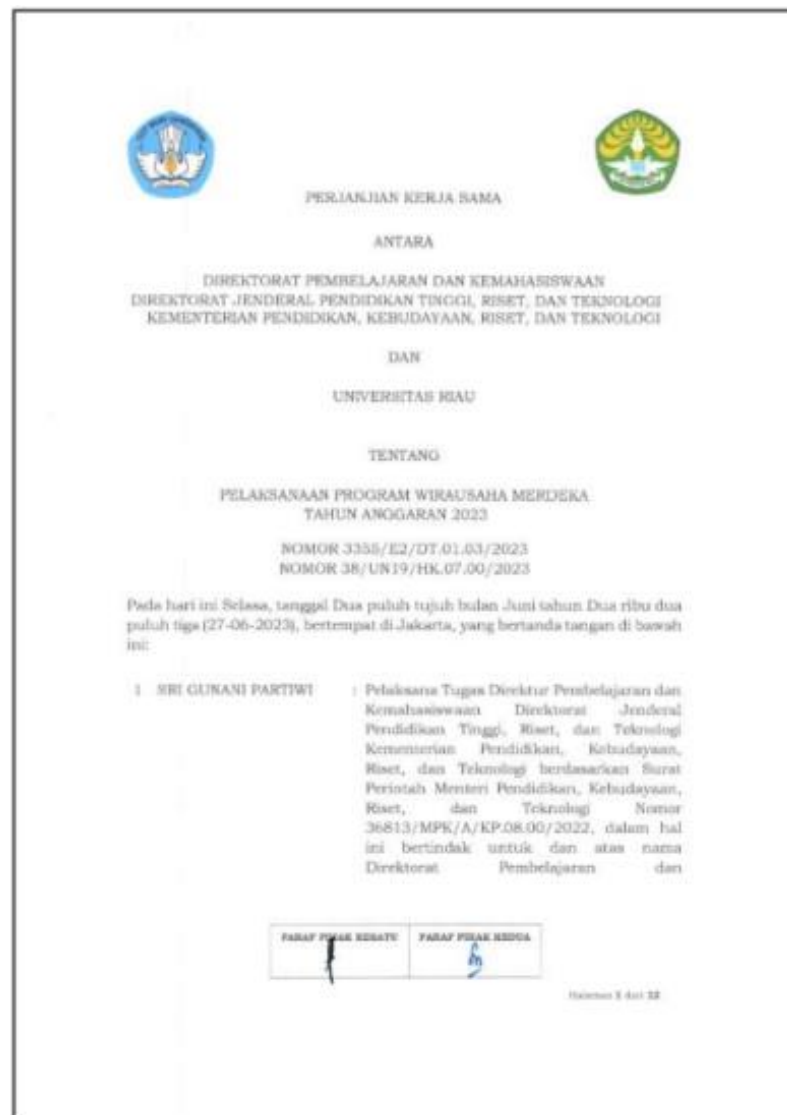 PERJANJIAN KERJA SAMA
ANTARA
DIREKTORAT PEMBELAJARAN DAN KEMAHASISWAAN
DIREKTORAT JENDERAL PENDIDIKAN TINGGI, RISET, DAN TEKNOLOGI
KEMENTERIAN PENDIDIKAN, KEBUDAYAAN, RISET, DAN TEKNOLOGI
DAN
UNIVERSITAS RIAU
TENTANG
PELAKSANAAN PROGRAM WIRAUSAHA MERDEKA
TAHUN ANGGARAN 2023
NOMOR 3355/E2/DT.01.03/2023
NOMOR 38/UN19/HK.07.00/2023
Pada hari ini Selasa, tanggal Dua puluh tujuh bulan Juni tahun Dua ribu dua
puluh tiga (27-06-2023), bertempat di Jakarta, yang bertanda tangan di bawah
ini:
1 SRI GUNANI PARTIWI : Pelaksana Tugas Direktur Pembelajaran dan
Kemahasiswaan Direktorat Jenderal
Pendidikan Tinggi, Riset, dan Teknologi
Kementerian Pendidikan, Kebudayaan,
Riset, dan Teknologi berdasarkan Surat
Perintah Menteri Pendidikan, Kebudayaan,
Riset, dan Teknologi Nomor
36813/MPK/A/KP.08.00/2022, dalam hal
ini bertindak untuk dan atas nama
Direktorat Pembelajaran dan
PARAF PIHAK KESATU PARAF PIHAK KEDUA
Halaman 1 dari 12